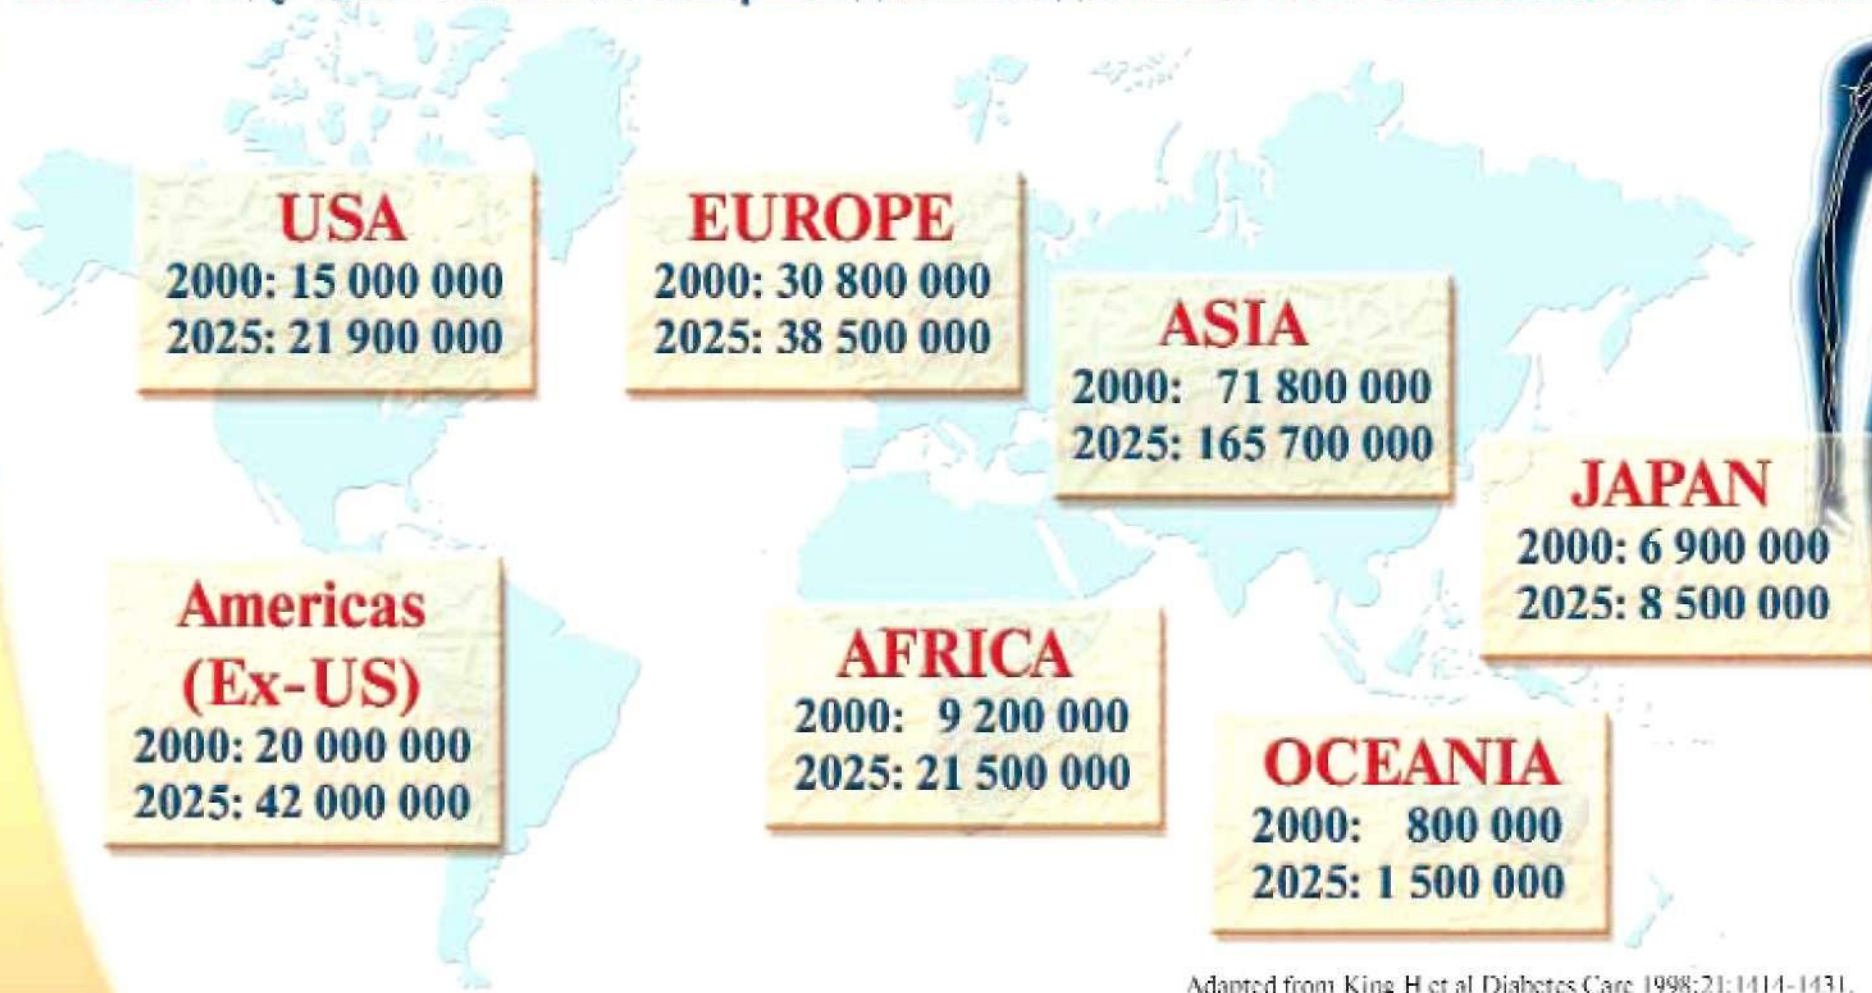 USA
2000: 15 000 000
2025: 21 900 000
EUROPE
2000: 30 800 000
2025: 38 500 000
ASIA
2000: 71 800 000
2025: 165 700 000
JAPAN
2000: 6 900 000
2025: 8 500 000
Americas
(Ex-US)
2000: 20 000 000
2025: 42 000 000
AFRICA
2000: 9 200 000
2025: 21 500 000
OCEANIA
2000: 800 000
2025: 1 500 000
Adapted from King H et al Diabetes Care 1998;21:1414-1431.